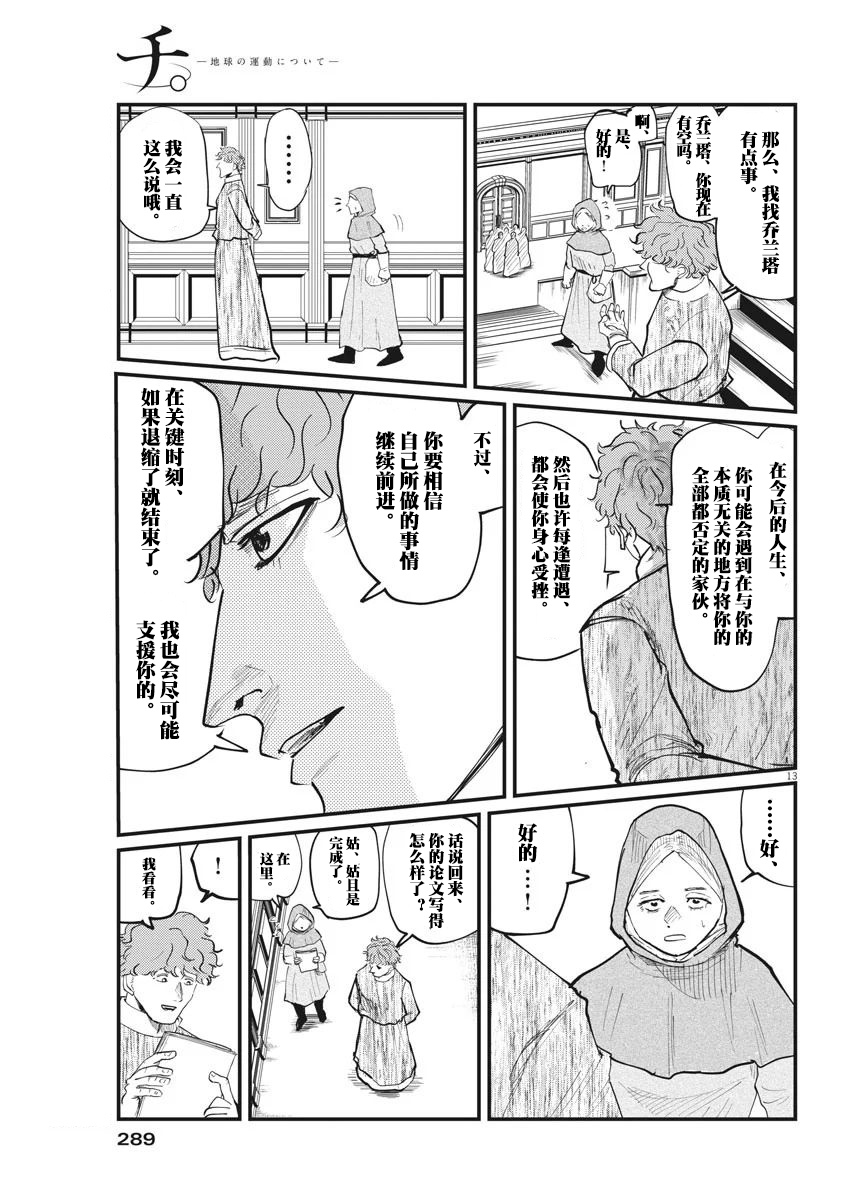 チ。
―地球の運動について―
那么、我找乔兰塔
有点事。
乔兰塔、你现在
有空吗。
啊、
是、
好的！
……
我会一直
这么说哦。
在今后的人生、
你可能会遇到在与你的
本质无关的地方将你的
全部都否定的家伙。
然后也许每逢遭遇、
都会使你身心受挫。
不过、
你要相信
自己所做的事情
继续前进。
在关键时刻、
如果退缩了就结束了。
我也会尽可能
支援你的。
13
……好、
好的…！
话说回来、
你的论文写得
怎么样了？
姑、姑且是
完成了。
在
这里。
！
我看看。
289